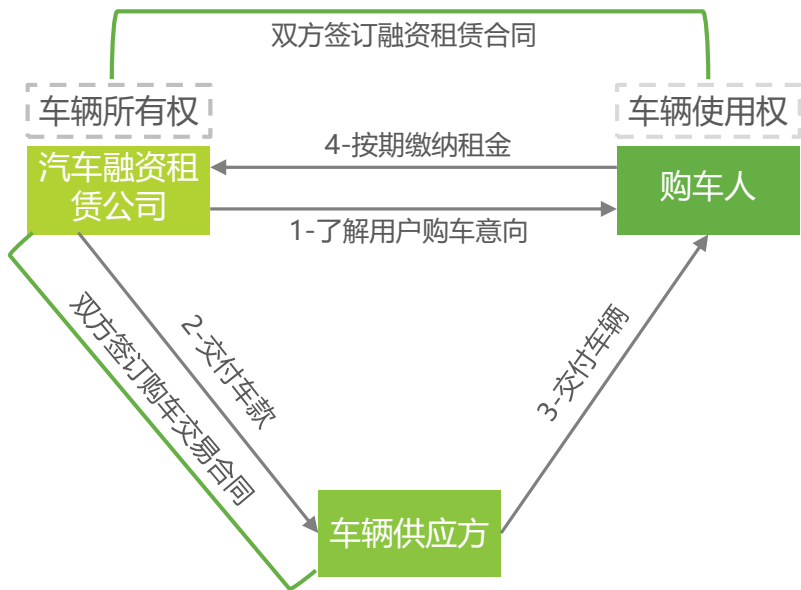 双方签订融资租赁合同
车辆所有权
车辆使用权
4-按期缴纳租金
汽车融资租
赁公司
购车人
1-了解用户购车意向
2-交付车款
双方签订购车交易合同
3-交付车辆
车辆供应方